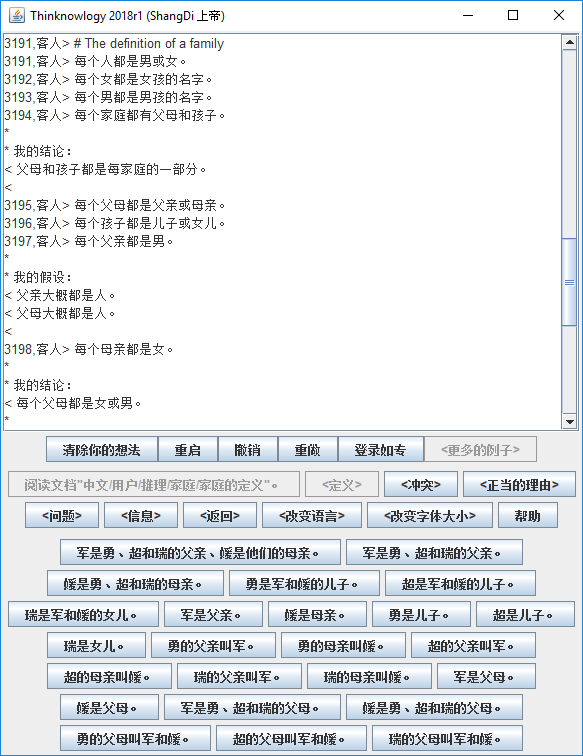 Thinknowlogy 2018r1 (ShangDi 上帝)
3191,客人> # The definition of a family
3191,客人> 每个人都是男或女。
3192,客人> 每个女都是女孩的名字。
3193,客人> 每个男都是男孩的名字。
3194,客人> 每个家庭都有父母和孩子。
*
* 我的结论：
< 父母和孩子都是每家庭的一部分。
<
3195,客人> 每个父母都是父亲或母亲。
3196,客人> 每个孩子都是儿子或女儿。
3197,客人> 每个父亲都是男。
*
* 我的假设：
< 父亲大概都是人。
< 父母大概都是人。
<
3198,客人> 每个母亲都是女。
*
* 我的结论：
< 每个父母都是女或男。
*
清除你的想法 重启 撤销 重做 登录如专 <更多的例子>
阅读文档"中文/用户/推理/家庭/家庭的定义"。 <定义> <冲突> <正当的理由>
<问题> <信息> <返回> <改变语言> <改变字体大小> 帮助
军是勇、超和瑞的父亲、媛是他们的母亲。 军是勇、超和瑞的父亲。
媛是勇、超和瑞的母亲。 勇是军和媛的儿子。 超是军和媛的儿子。
瑞是军和媛的女儿。 军是父亲。 媛是母亲。 勇是儿子。 超是儿子。
瑞是女儿。 勇的父亲叫军。 勇的母亲叫媛。 超的父亲叫军。
超的母亲叫媛。 瑞的父亲叫军。 瑞的母亲叫媛。 军是父母。
媛是父母。 军是勇、超和瑞的父母。 媛是勇、超和瑞的父母。
勇的父母叫军和媛。 超的父母叫军和媛。 瑞的父母叫军和媛。